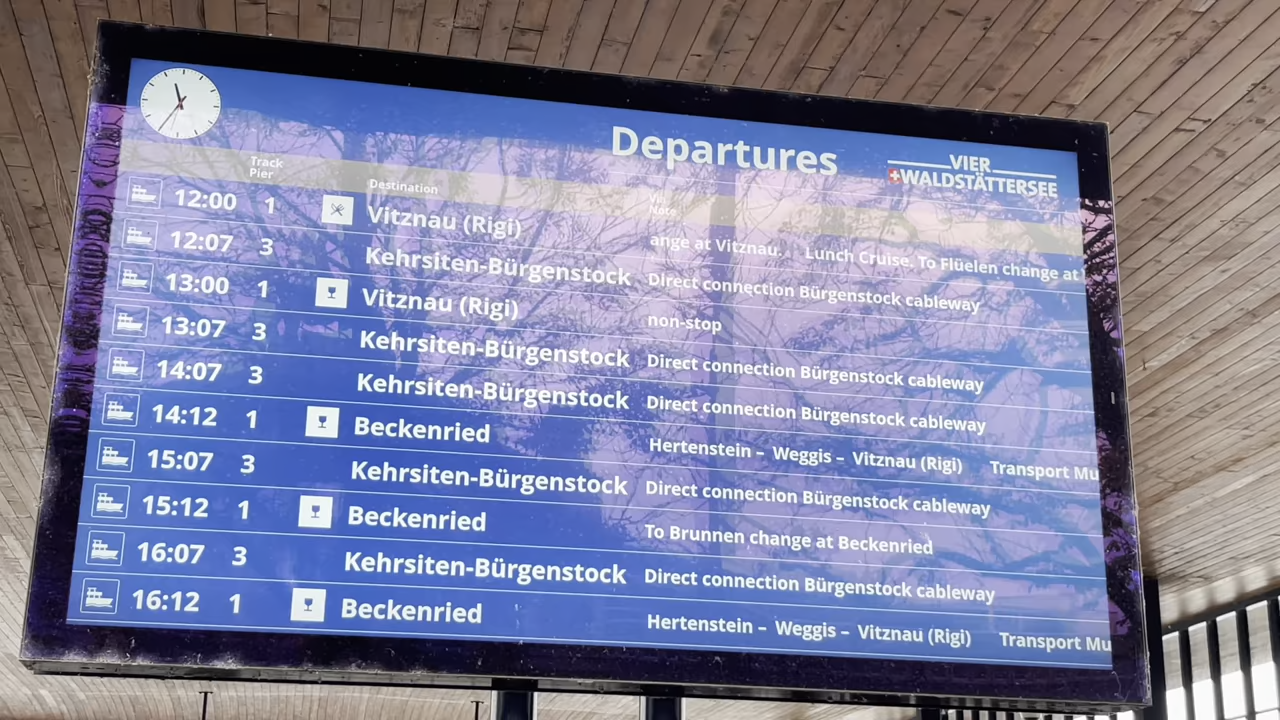 Departures
VIER
WALDSTÄTTERSEE
Track
Pier
Destination
Via
Note
12:00 1 Vitznau (Rigi) ange at Vitznau. Lunch Cruise. To Flüelen change at
12:07 3 Kehrsiten-Bürgenstock Direct connection Bürgenstock cableway
13:00 1 Vitznau (Rigi) non-stop
13:07 3 Kehrsiten-Bürgenstock Direct connection Bürgenstock cableway
14:07 3 Kehrsiten-Bürgenstock Direct connection Bürgenstock cableway
14:12 1 Beckenried Hertenstein – Weggis – Vitznau (Rigi) Transport Mu
15:07 3 Kehrsiten-Bürgenstock Direct connection Bürgenstock cableway
15:12 1 Beckenried To Brunnen change at Beckenried
16:07 3 Kehrsiten-Bürgenstock Direct connection Bürgenstock cableway
16:12 1 Beckenried Hertenstein – Weggis – Vitznau (Rigi) Transport Mu